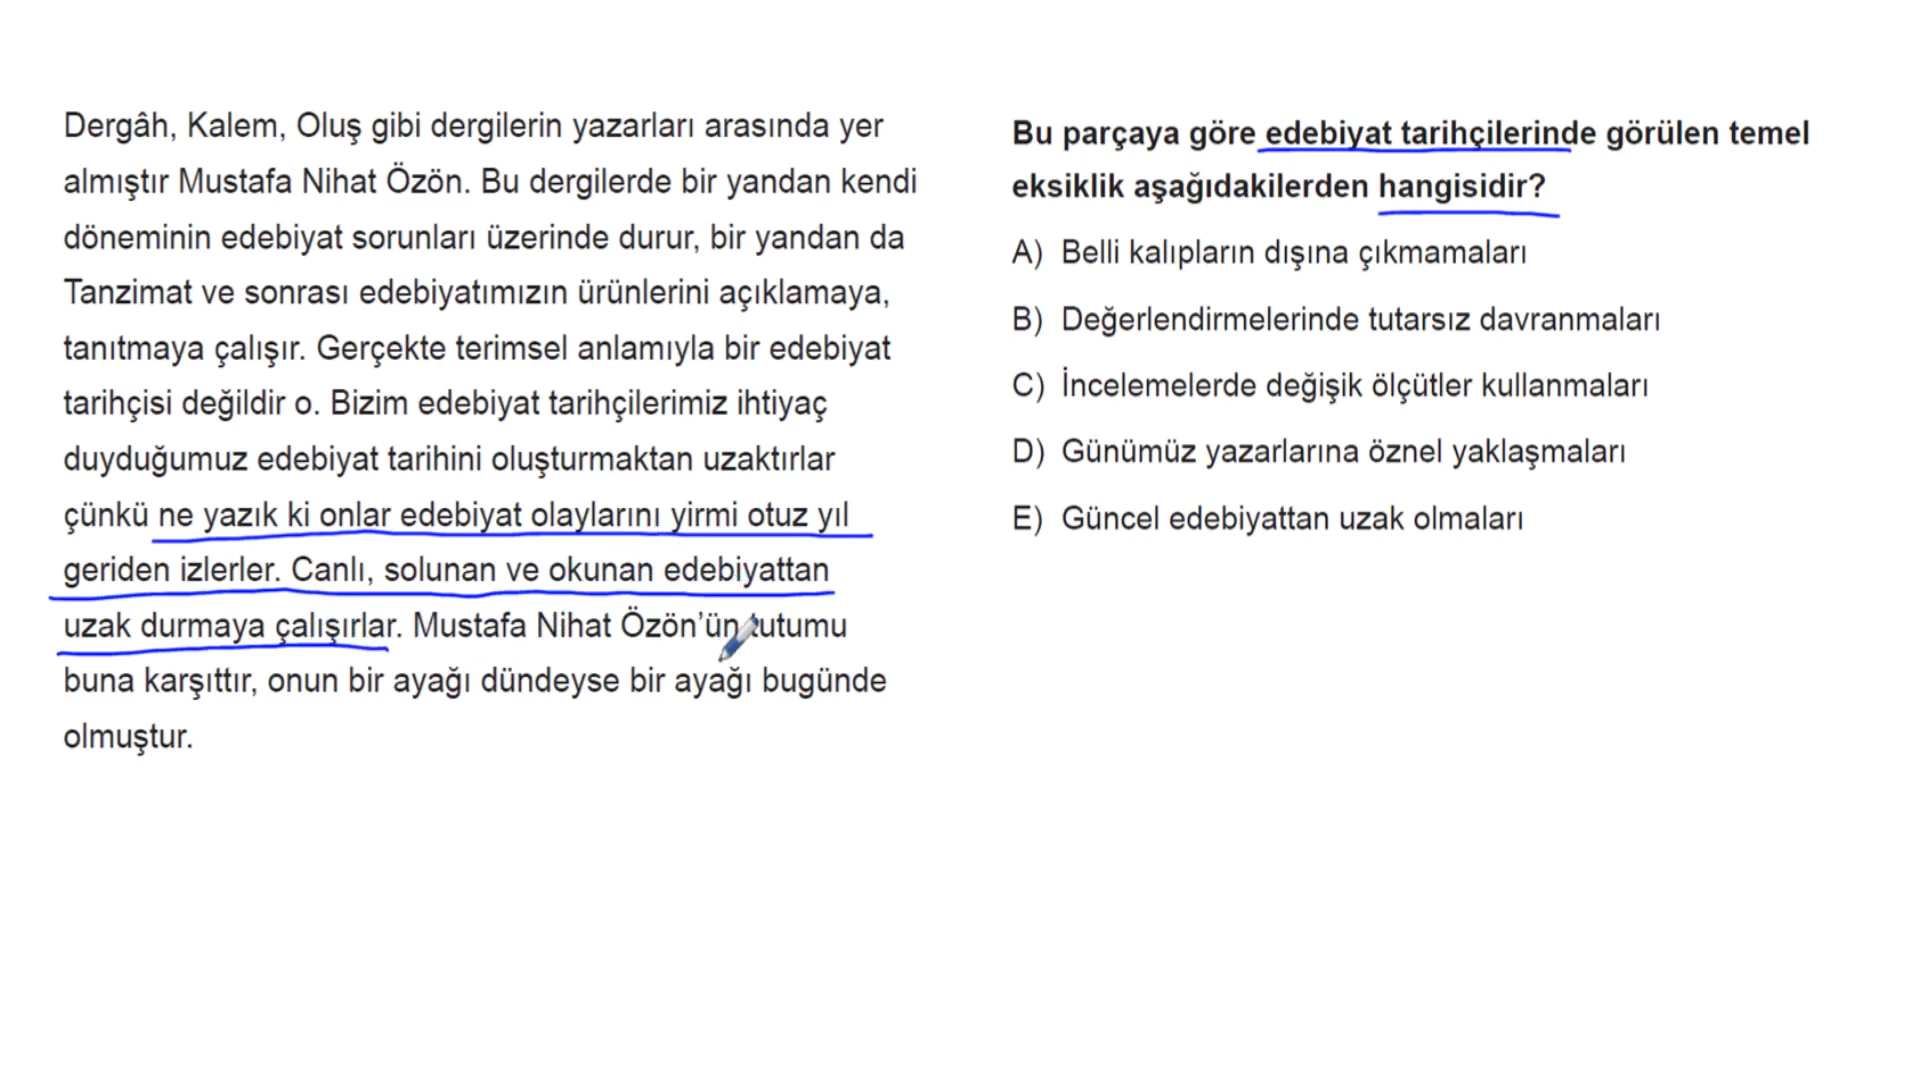 Dergâh, Kalem, Oluş gibi dergilerin yazarları arasında yer
almıştır Mustafa Nihat Özön. Bu dergilerde bir yandan kendi
döneminin edebiyat sorunları üzerinde durur, bir yandan da
Tanzimat ve sonrası edebiyatımızın ürünlerini açıklamaya,
tanıtmaya çalışır. Gerçekte terimsel anlamıyla bir edebiyat
tarihçisi değildir o. Bizim edebiyat tarihçilerimiz ihtiyaç
duyduğumuz edebiyat tarihini oluşturmaktan uzaktırlar
çünkü ne yazık ki onlar edebiyat olaylarını yirmi otuz yıl
geriden izlerler. Canlı, solunan ve okunan edebiyattan
uzak durmaya çalışırlar. Mustafa Nihat Özön’ün tutumu
buna karşıttır, onun bir ayağı dündeyse bir ayağı bugünde
olmuştur.
Bu parçaya göre edebiyat tarihçilerinde görülen temel
eksiklik aşağıdakilerden hangisidir?
A) Belli kalıpların dışına çıkmamaları
B) Değerlendirmelerinde tutarsız davranmaları
C) İncelemelerde değişik ölçütler kullanmaları
D) Günümüz yazarlarına öznel yaklaşmaları
E) Güncel edebiyattan uzak olmaları